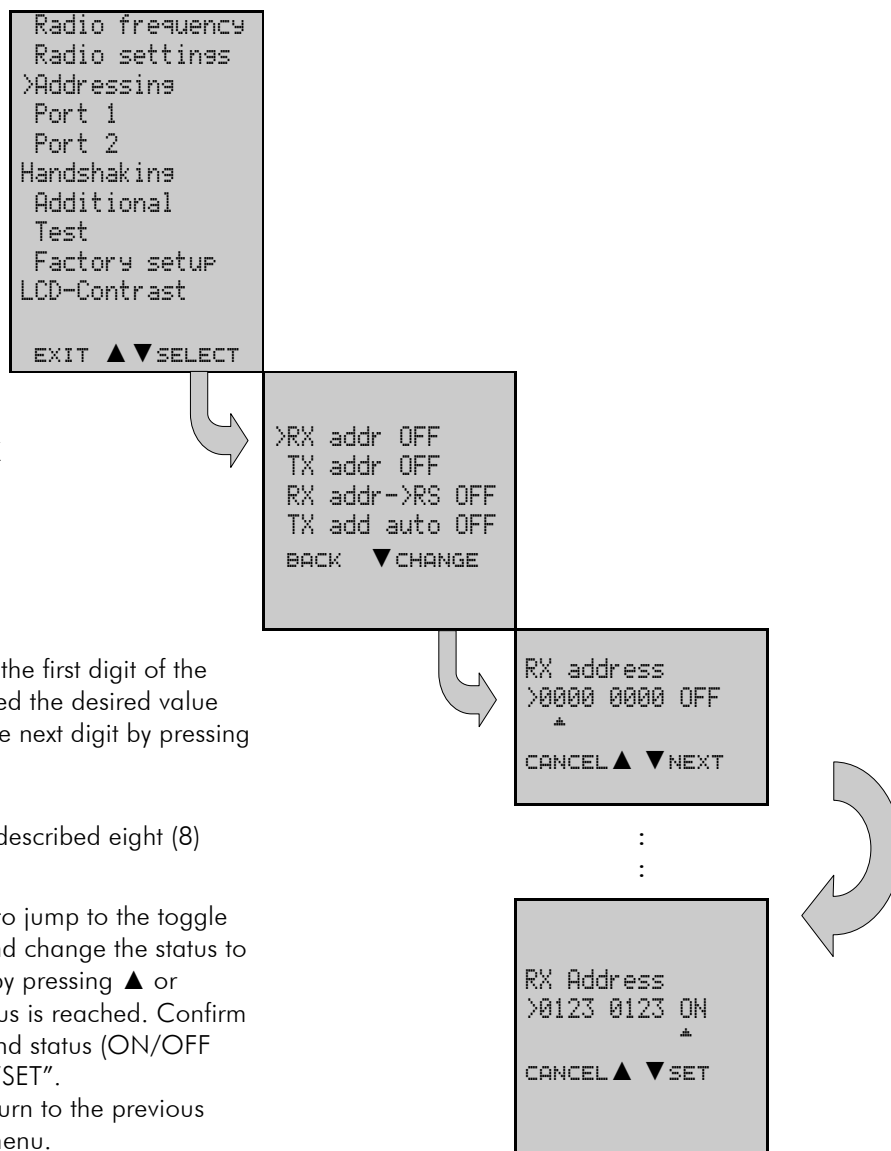 Radio frequency
Radio settings
>Addressing
Port 1
Port 2
Handshaking
Additional
Test
Factory setup
LCD-Contrast
EXIT ▲▼SELECT
>RX addr OFF
TX addr OFF
RX addr->RS OFF
TX add auto OFF
BACK ▼CHANGE
the first digit of the
ed the desired value
e next digit by pressing
RX address
>0000 0000 OFF
CANCEL▲ ▼NEXT
described eight (8)
:
:
to jump to the toggle
nd change the status to
by pressing ▲ or
us is reached. Confirm
nd status (ON/OFF
"SET".
urn to the previous
nenu.
RX Address
>0123 0123 ON
CANCEL▲ ▼SET